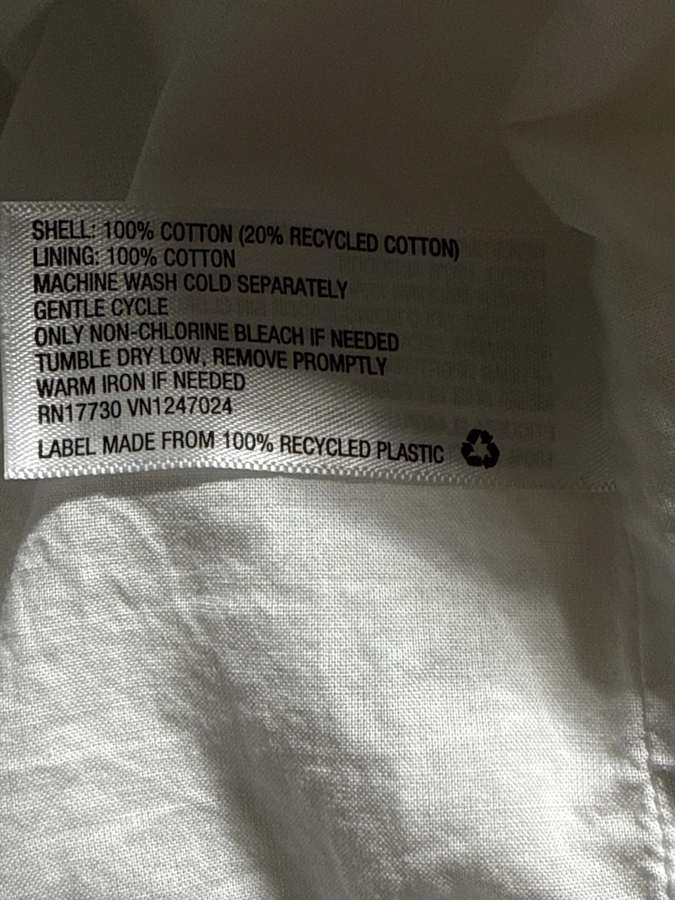 SHELL: 100% COTTON (20% RECYCLED COTTON)
LINING: 100% COTTON
MACHINE WASH COLD SEPARATELY
GENTLE CYCLE
ONLY NON-CHLORINE BLEACH IF NEEDED
TUMBLE DRY LOW, REMOVE PROMPTLY
WARM IRON IF NEEDED
RN17730 VN1247024
LABEL MADE FROM 100% RECYCLED PLASTIC